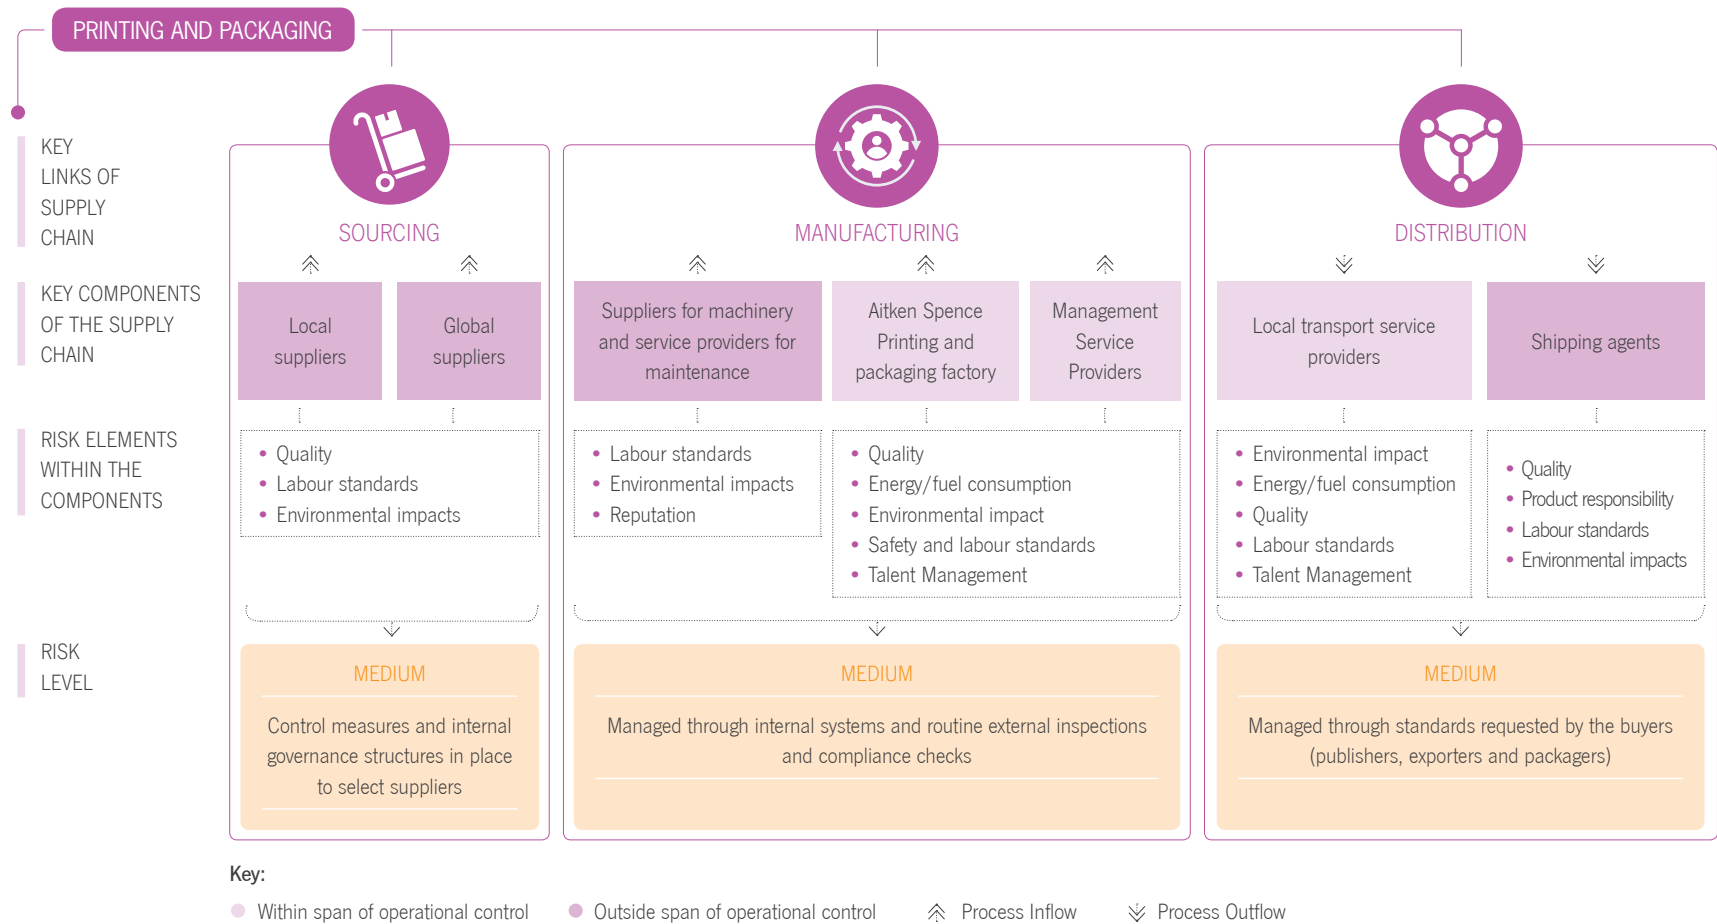 PRINTING AND PACKAGING
KEY
LINKS OF
SUPPLY
CHAIN
SOURCING
MANUFACTURING
DISTRIBUTION
KEY COMPONENTS
OF THE SUPPLY
CHAIN
Local
suppliers
Global
suppliers
Suppliers for machinery
and service providers for
maintenance
Aitken Spence
Printing and
packaging factory
Management
Service
Providers
Local transport service
providers
Shipping agents
RISK ELEMENTS
WITHIN THE
COMPONENTS
• Quality
• Labour standards
• Environmental impacts
• Labour standards
• Environmental impacts
• Reputation
• Quality
• Energy/fuel consumption
• Environmental impact
• Safety and labour standards
• Talent Management
• Environmental impact
• Energy/fuel consumption
• Quality
• Labour standards
• Talent Management
• Quality
• Product responsibility
• Labour standards
• Environmental impacts
RISK
LEVEL
MEDIUM
Control measures and internal
governance structures in place
to select suppliers
MEDIUM
Managed through internal systems and routine external inspections
and compliance checks
MEDIUM
Managed through standards requested by the buyers
(publishers, exporters and packagers)
Key:
Within span of operational control
Outside span of operational control
Process Inflow
Process Outflow